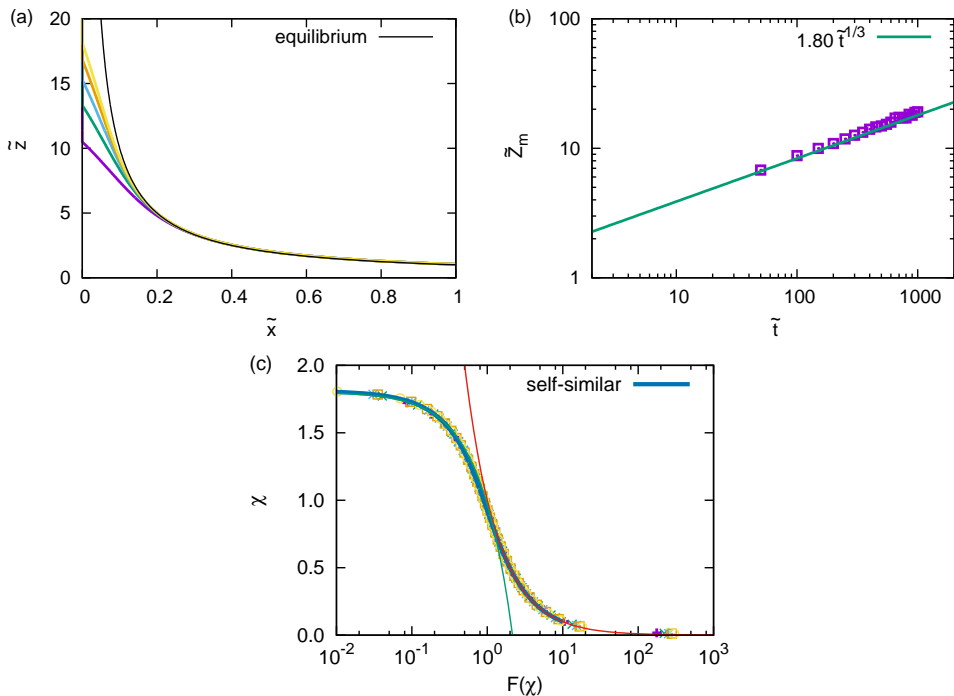 (a)
20
15
10
5
0
z̃
equilibrium
0 0.2 0.4 0.6 0.8 1
x̃
(b)
100
10
1
z̃ₘ
1.80 t̃^1/3
10 100 1000
t̃
(c)
2.0
1.5
1.0
0.5
0.0
χ
self-similar
10⁻² 10⁻¹ 10⁰ 10¹ 10² 10³
F(χ)